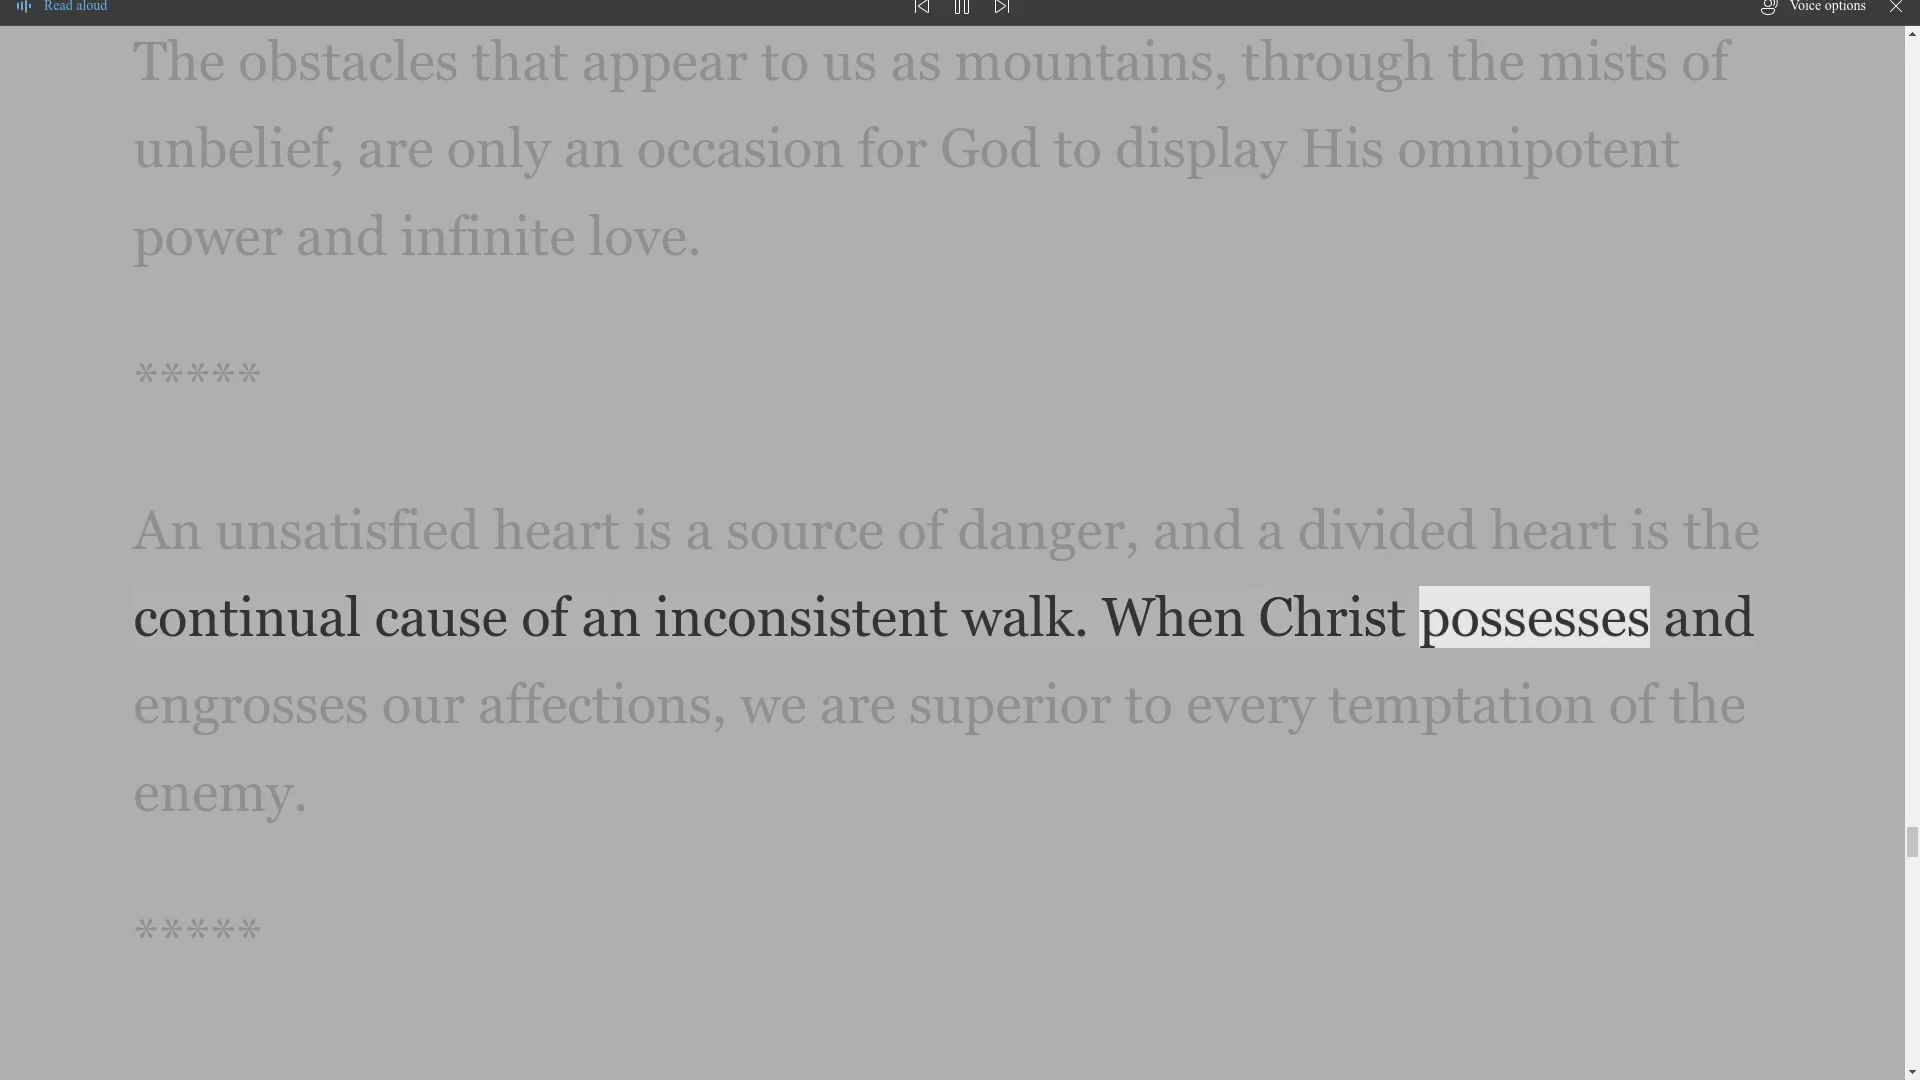 Read aloud
Voice options
The obstacles that appear to us as mountains, through the mists of
unbelief, are only an occasion for God to display His omnipotent
power and infinite love.
*****
An unsatisfied heart is a source of danger, and a divided heart is the
continual cause of an inconsistent walk. When Christ possesses and
engrosses our affections, we are superior to every temptation of the
enemy.
*****